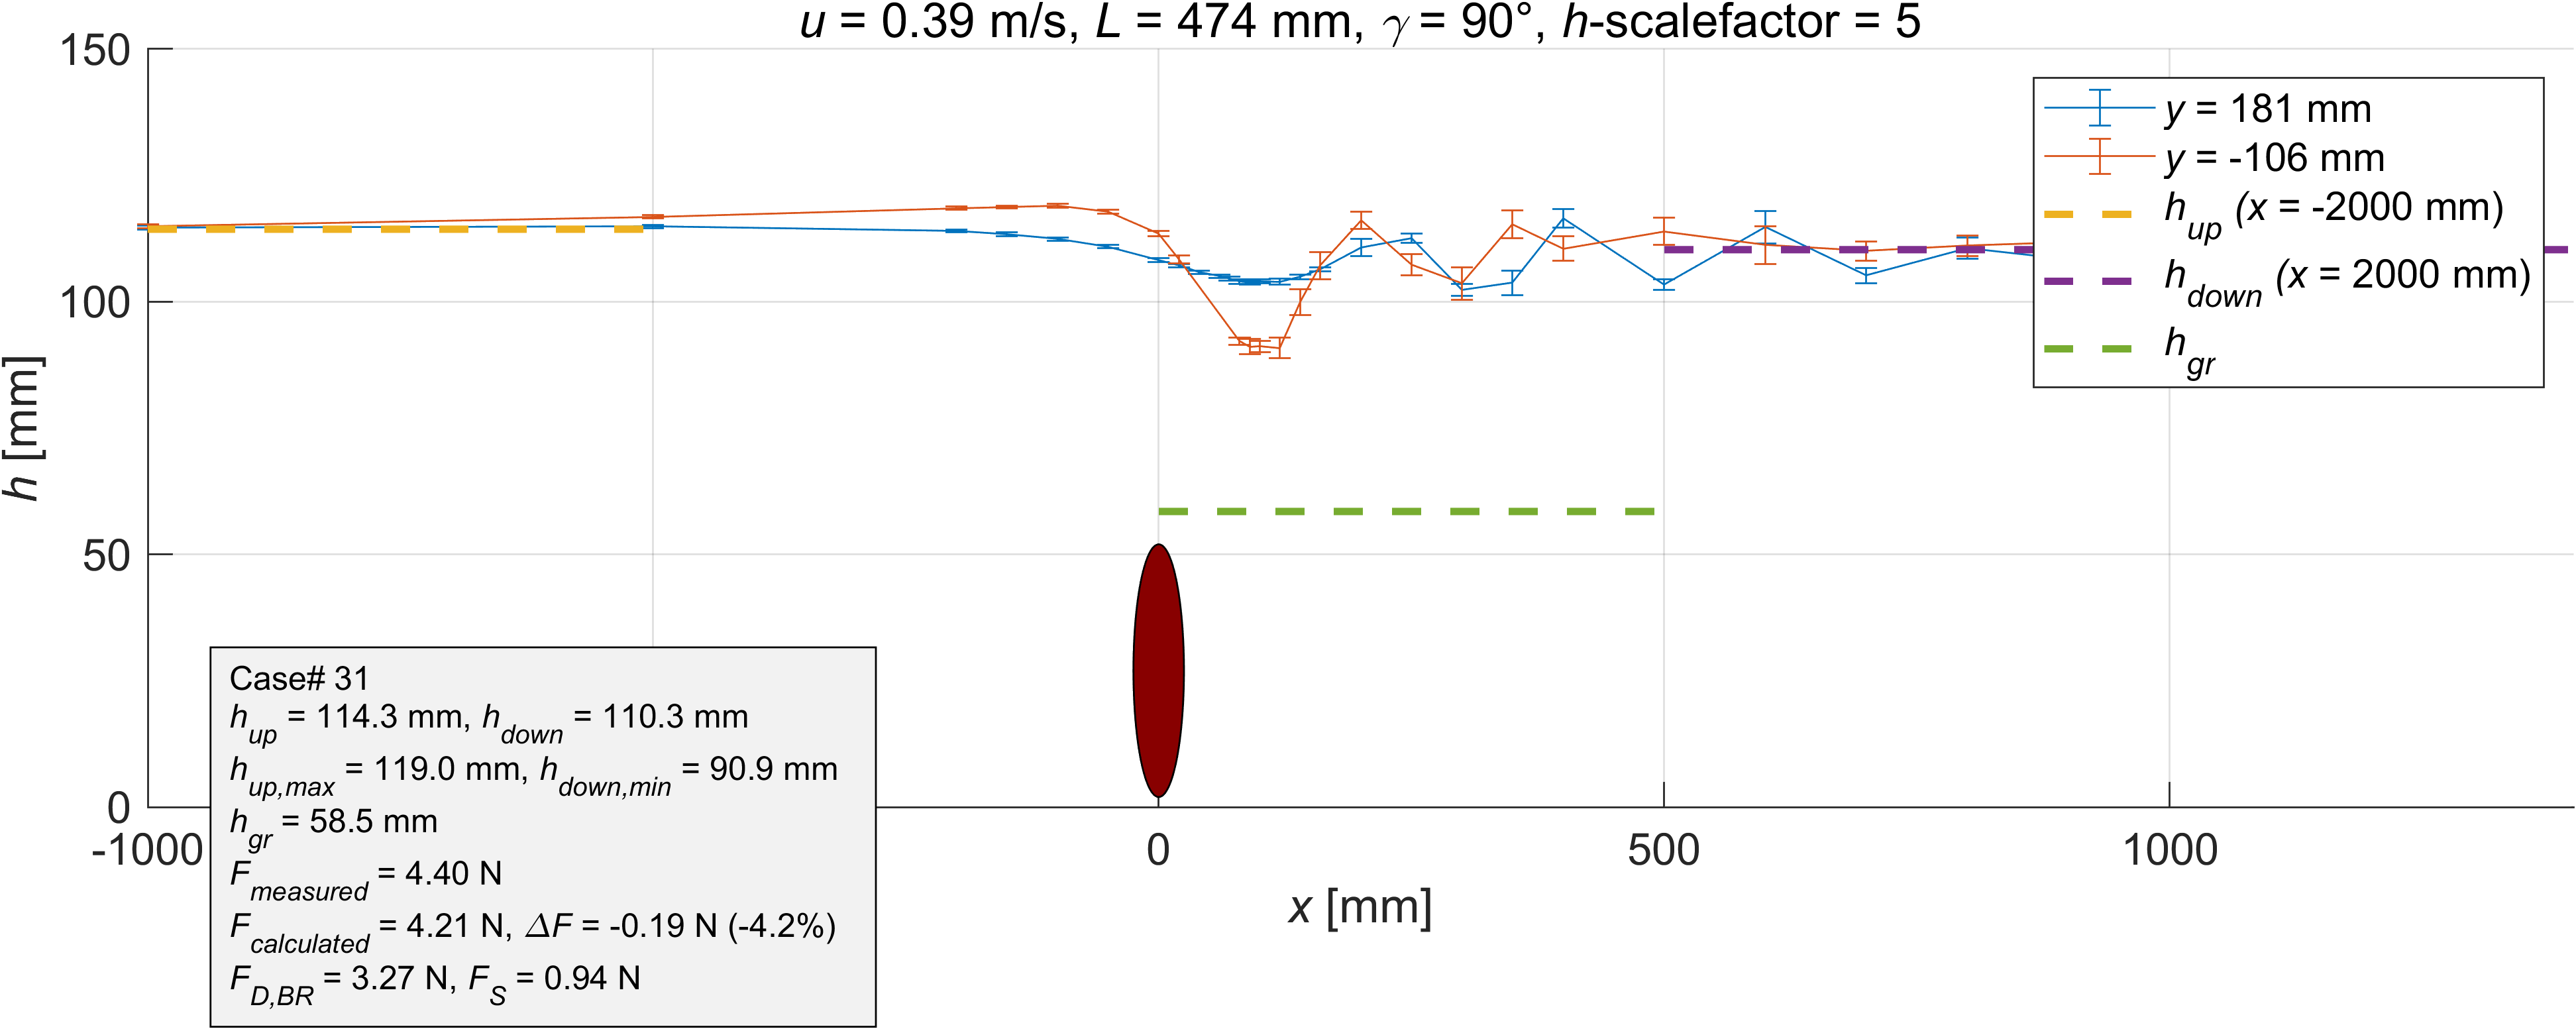 u = 0.39 m/s, L = 474 mm, γ = 90°, h-scalefactor = 5
150
100
50
0
h [mm]
y = 181 mm
y = -106 mm
h_up (x = -2000 mm)
h_down (x = 2000 mm)
h_gr
Case# 31
h_up = 114.3 mm, h_down = 110.3 mm
h_up,max = 119.0 mm, h_down,min = 90.9 mm
h_gr = 58.5 mm
F_measured = 4.40 N
F_calculated = 4.21 N, ΔF = -0.19 N (-4.2%)
F_D,BR = 3.27 N, F_S = 0.94 N
-1000 0 500 1000
x [mm]